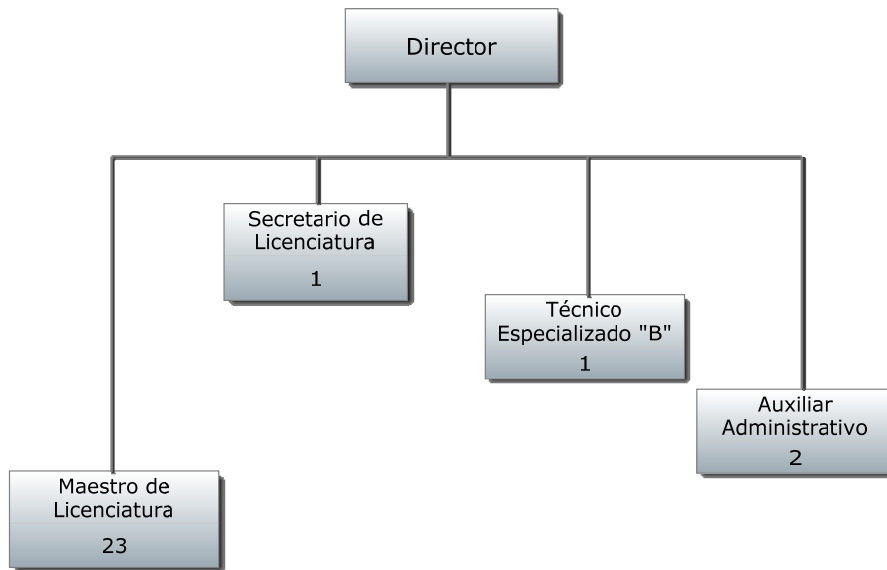 Director
Secretario de
Licenciatura
1
Técnico
Especializado "B"
1
Auxiliar
Administrativo
2
Maestro de
Licenciatura
23